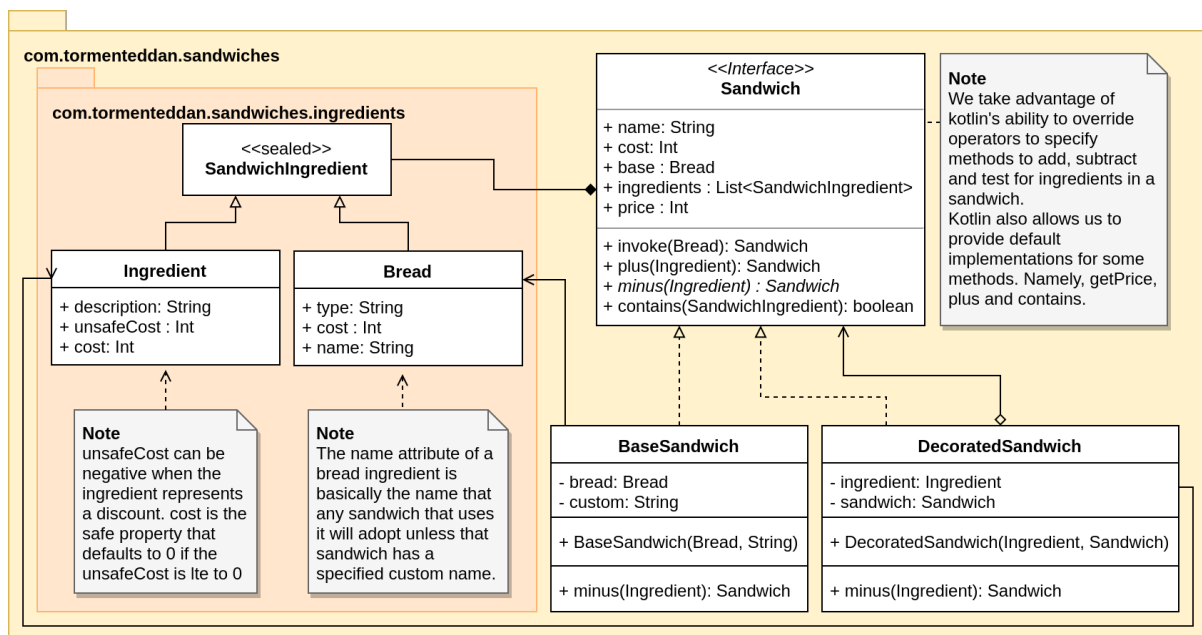 com.tormenteddan.sandwiches
com.tormenteddan.sandwiches.ingredients
<<sealed>>
SandwichIngredient
Ingredient
+ description: String
+ unsafeCost : Int
+ cost: Int
Bread
+ type: String
+ cost : Int
+ name: String
Note
unsafeCost can be
negative when the
ingredient represents
a discount. cost is the
safe property that
defaults to 0 if the
unsafeCost is lte to 0
Note
The name attribute of a
bread ingredient is
basically the name that
any sandwich that uses
it will adopt unless that
sandwich has a
specified custom name.
<<Interface>>
Sandwich
+ name: String
+ cost: Int
+ base : Bread
+ ingredients : List<SandwichIngredient>
+ price : Int
+ invoke(Bread): Sandwich
+ plus(Ingredient): Sandwich
+ minus(Ingredient) : Sandwich
+ contains(SandwichIngredient): boolean
Note
We take advantage of
kotlin's ability to override
operators to specify
methods to add, subtract
and test for ingredients in a
sandwich.
Kotlin also allows us to
provide default
implementations for some
methods. Namely, getPrice,
plus and contains.
BaseSandwich
- bread: Bread
- custom: String
+ BaseSandwich(Bread, String)
+ minus(Ingredient): Sandwich
DecoratedSandwich
- ingredient: Ingredient
- sandwich: Sandwich
+ DecoratedSandwich(Ingredient, Sandwich)
+ minus(Ingredient): Sandwich